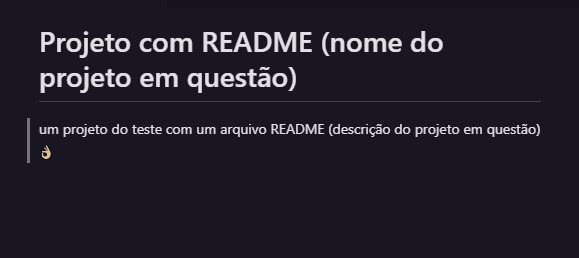 Projeto com README (nome do
projeto em questão)
um projeto do teste com um arquivo README (descrição do projeto em questão)
👌